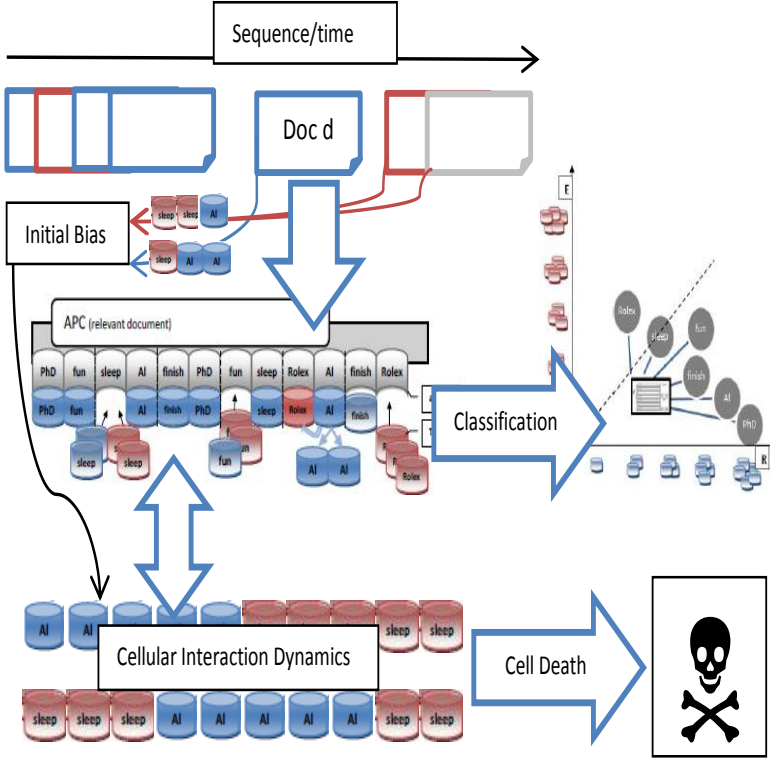 Sequence/time
Doc d
sleep sleep AI
Initial Bias
sleep AI AI
E
APC (relevant document)
PhD fun sleep AI finish PhD fun sleep Rolex AI finish Rolex
PhD fun AI finish PhD sleep Rolex AI finish
sleep sleep sleep fun fun AI AI Rolex
Classification
Rolex sleep fun
finish
AI
PhD
R
AI AI sleep sleep
Cellular Interaction Dynamics
sleep sleep sleep AI AI AI AI AI sleep sleep
Cell Death